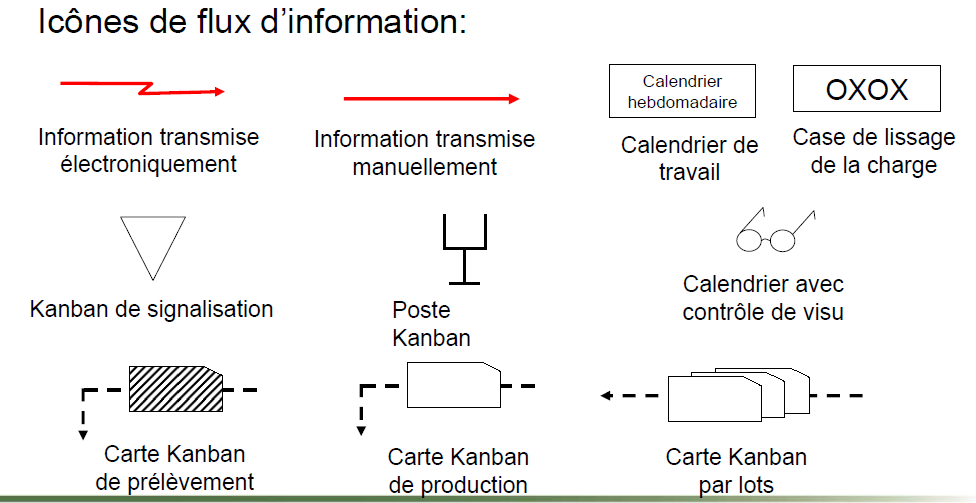 Icônes de flux d’information:
Information transmise
électroniquement
Information transmise
manuellement
Calendrier
hebdomadaire
Calendrier de
travail
OXOX
Case de lissage
de la charge
Kanban de signalisation
Poste
Kanban
Calendrier avec
contrôle de visu
Carte Kanban
de prélèvement
Carte Kanban
de production
Carte Kanban
par lots